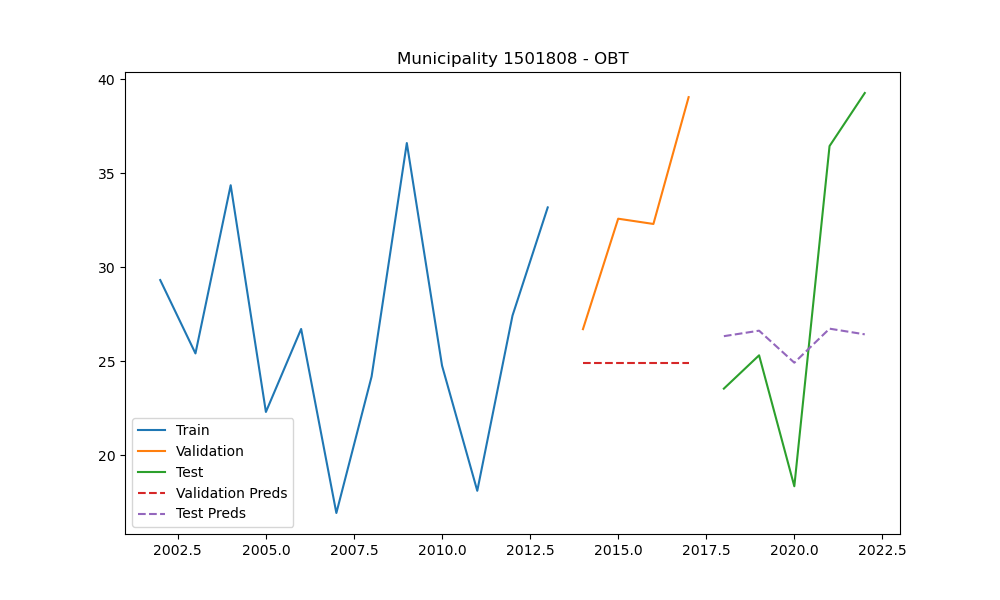 Municipality 1501808 - OBT
40
35
30
25
20
Train
Validation
Test
Validation Preds
Test Preds
2002.5 2005.0 2007.5 2010.0 2012.5 2015.0 2017.5 2020.0 2022.5